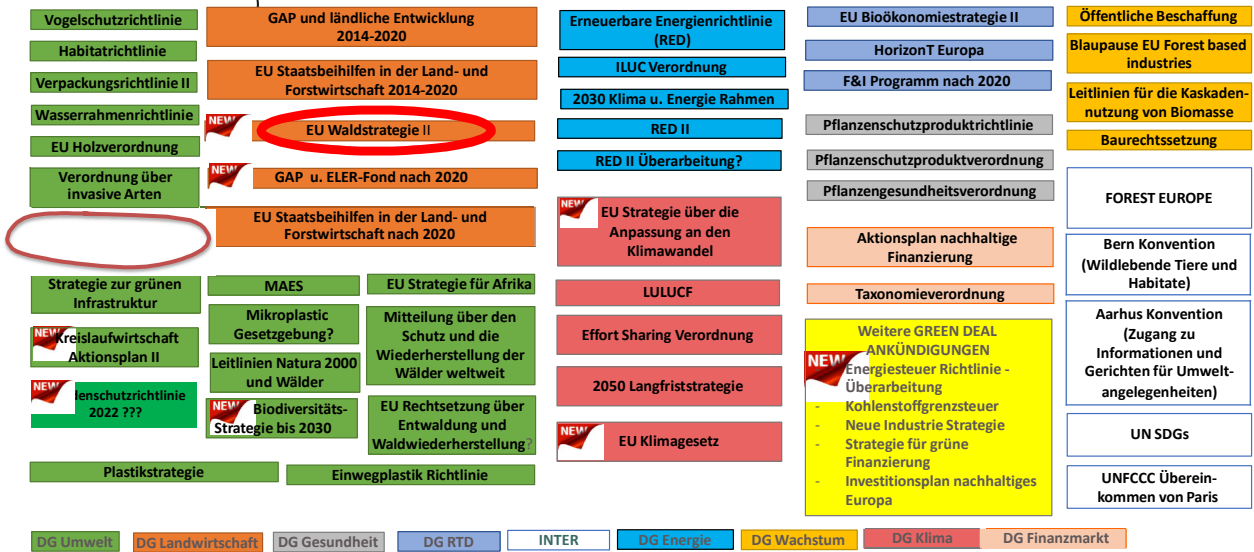 Vogelschutzrichtlinie
Habitatrichtlinie
Verpackungsrichtlinie II
Wasserrahmenrichtlinie
EU Holzverordnung
Verordnung über
invasive Arten
GAP und ländliche Entwicklung
2014-2020
EU Staatsbeihilfen in der Land- und
Forstwirtschaft 2014-2020
NEW
EU Waldstrategie II
NEW
GAP u. ELER-Fond nach 2020
EU Staatsbeihilfen in der Land- und
Forstwirtschaft nach 2020
Strategie zur grünen
Infrastruktur
NEW
Kreislaufwirtschaft
Aktionsplan II
NEW
denschutzrichtlinie
2022 ???
MAES
Mikroplastic
Gesetzgebung?
Leitlinien Natura 2000
und Wälder
NEW
Biodiversitäts-
Strategie bis 2030
EU Strategie für Afrika
Mitteilung über den
Schutz und die
Wiederherstellung der
Wälder weltweit
EU Rechtsetzung über
Entwaldung und
Waldwiederherstellung?
Plastikstrategie
Einwegplastik Richtlinie
Erneuerbare Energienrichtlinie
(RED)
ILUC Verordnung
2030 Klima u. Energie Rahmen
RED II
RED II Überarbeitung?
NEW
EU Strategie über die
Anpassung an den
Klimawandel
LULUCF
Effort Sharing Verordnung
2050 Langfriststrategie
NEW
EU Klimagesetz
EU Bioökonomiestrategie II
HorizonT Europa
F&I Programm nach 2020
Pflanzenschutzproduktrichtlinie
Pflanzenschutzproduktverordnung
Pflanzengesundheitsverordnung
Aktionsplan nachhaltige
Finanzierung
Taxonomieverordnung
Weitere GREEN DEAL
ANKÜNDIGUNGEN
NEW
Energiesteuer Richtlinie -
Überarbeitung
- Kohlenstoffgrenzsteuer
- Neue Industrie Strategie
- Strategie für grüne
Finanzierung
- Investitionsplan nachhaltiges
Europa
Öffentliche Beschaffung
Blaupause EU Forest based
industries
Leitlinien für die Kaskaden-
nutzung von Biomasse
Baurechtssetzung
FOREST EUROPE
Bern Konvention
(Wildlebende Tiere und
Habitate)
Aarhus Konvention
(Zugang zu
Informationen und
Gerichten für Umwelt-
angelegenheiten)
UN SDGs
UNFCCC Überein-
kommen von Paris
DG Umwelt
DG Landwirtschaft
DG Gesundheit
DG RTD
INTER
DG Energie
DG Wachstum
DG Klima
DG Finanzmarkt